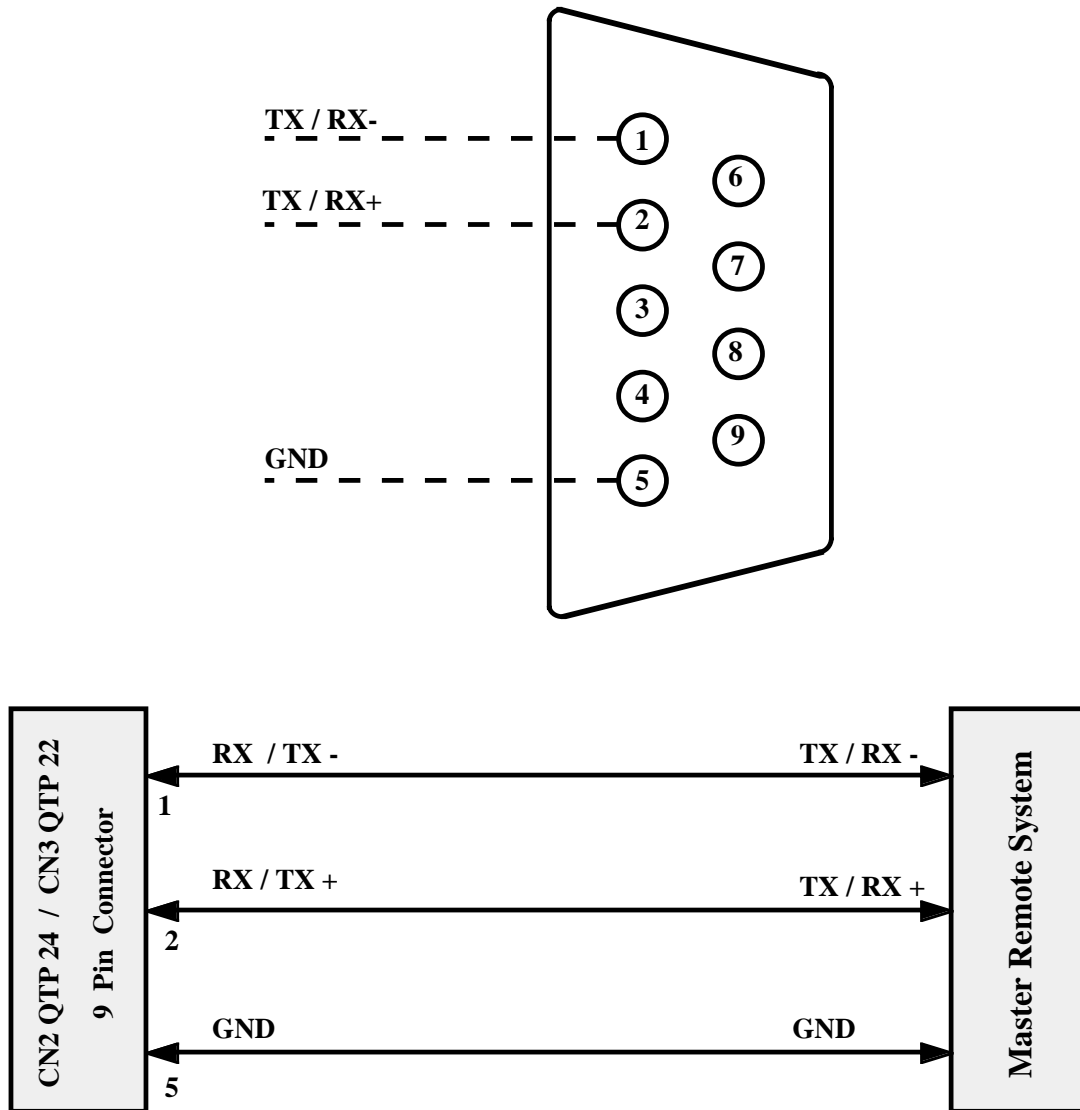 TX / RX-
1
6
TX / RX+
2
7
3
8
4
9
GND
5
CN2 QTP 24 / CN3 QTP 22
9 Pin Connector
RX / TX -
TX / RX -
1
RX / TX +
TX / RX +
2
GND
GND
5
Master Remote System